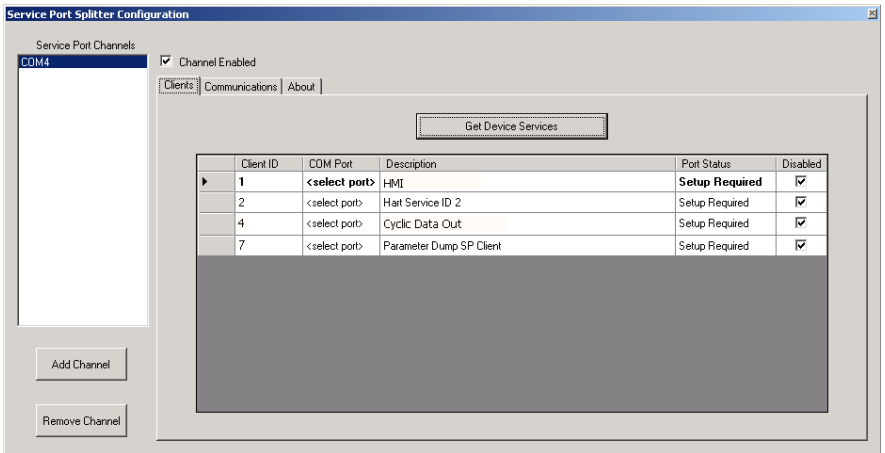 Service Port Splitter Configuration
Service Port Channels
COM4
Channel Enabled
Clients Communications About
Get Device Services
Client ID COM Port Description Port Status Disabled
1 <select port> HMI Setup Required
2 <select port> Hart Service ID 2 Setup Required
4 <select port> Cyclic Data Out Setup Required
7 <select port> Parameter Dump SP Client Setup Required
Add Channel
Remove Channel